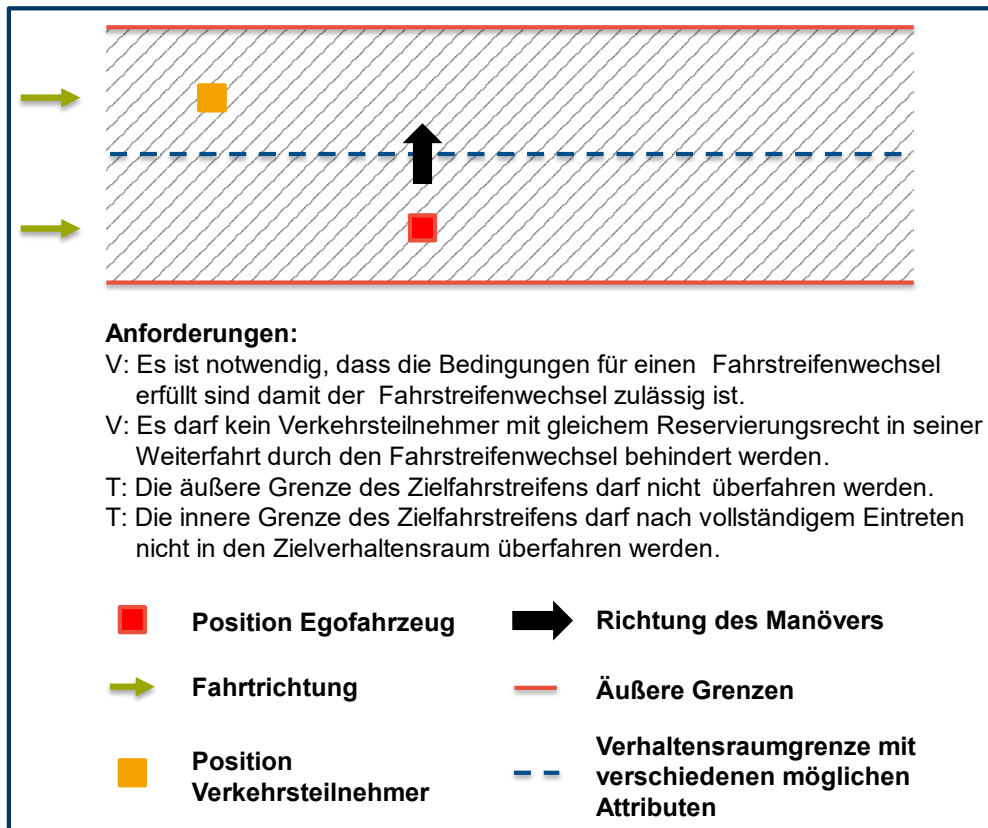 Anforderungen:
V: Es ist notwendig, dass die Bedingungen für einen Fahrstreifenwechsel
erfüllt sind damit der Fahrstreifenwechsel zulässig ist.
V: Es darf kein Verkehrsteilnehmer mit gleichem Reservierungsrecht in seiner
Weiterfahrt durch den Fahrstreifenwechsel behindert werden.
T: Die äußere Grenze des Zielfahrstreifens darf nicht überfahren werden.
T: Die innere Grenze des Zielfahrstreifens darf nach vollständigem Eintreten
nicht in den Zielverhaltensraum überfahren werden.
Position Egofahrzeug
Richtung des Manövers
Fahrtrichtung
Äußere Grenzen
Position
Verkehrsteilnehmer
Verhaltensraumgrenze mit
verschiedenen möglichen
Attributen